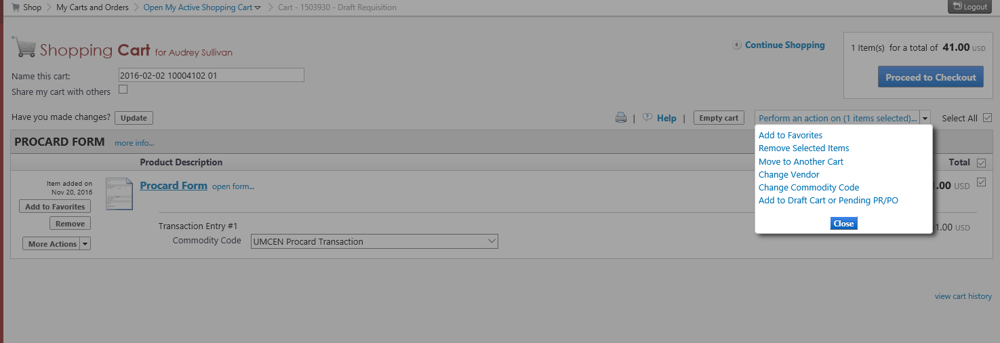 Shop > My Carts and Orders > Open My Active Shopping Cart > Cart - 1503930 - Draft Requisition
Logout
Shopping Cart for Audrey Sullivan
Continue Shopping
1 Item(s) for a total of 41.00 USD
Proceed to Checkout
Name this cart: 2016-02-02 10004102 01
Share my cart with others
Have you made changes? Update
| ? Help | Empty cart Perform an action on (1 items selected)... Select All
PROCARD FORM more info...
Product Description
Total
Item added on
Nov 20, 2016
Add to Favorites
Remove
More Actions
Procard Form open form...
.00 USD
Transaction Entry #1
1.00 USD
Commodity Code UMCEN Procard Transaction
Add to Favorites
Remove Selected Items
Move to Another Cart
Change Vendor
Change Commodity Code
Add to Draft Cart or Pending PR/PO
Close
view cart history